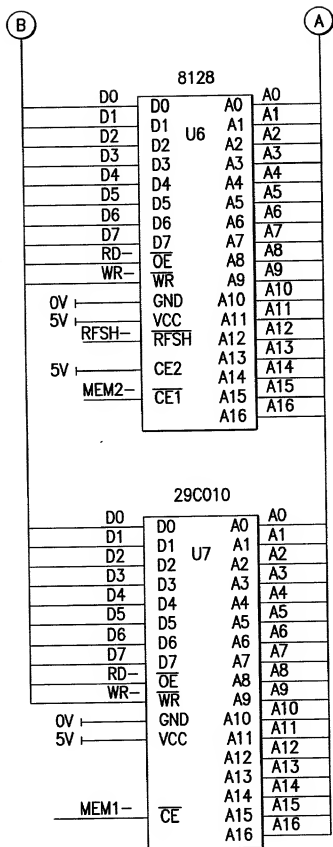 B A
8128
D0 D0 A0 A0
D1 D1 U6 A1 A1
D2 D2 A2 A2
D3 D3 A3 A3
D4 D4 A4 A4
D5 D5 A5 A5
D6 D6 A6 A6
D7 D7 A7 A7
RD- OE A8 A8
WR- WR A9 A9
0V GND A10 A10
5V VCC A11 A11
RFSH- RFSH A12 A12
A13 A13
5V CE2 A14 A14
MEM2- CE1 A15 A15
A16 A16
29C010
D0 D0 A0 A0
D1 D1 U7 A1 A1
D2 D2 A2 A2
D3 D3 A3 A3
D4 D4 A4 A4
D5 D5 A5 A5
D6 D6 A6 A6
D7 D7 A7 A7
RD- OE A8 A8
WR- WR A9 A9
0V GND A10 A10
5V VCC A11 A11
A12 A12
A13 A13
A14 A14
MEM1- CE A15 A15
A16 A16